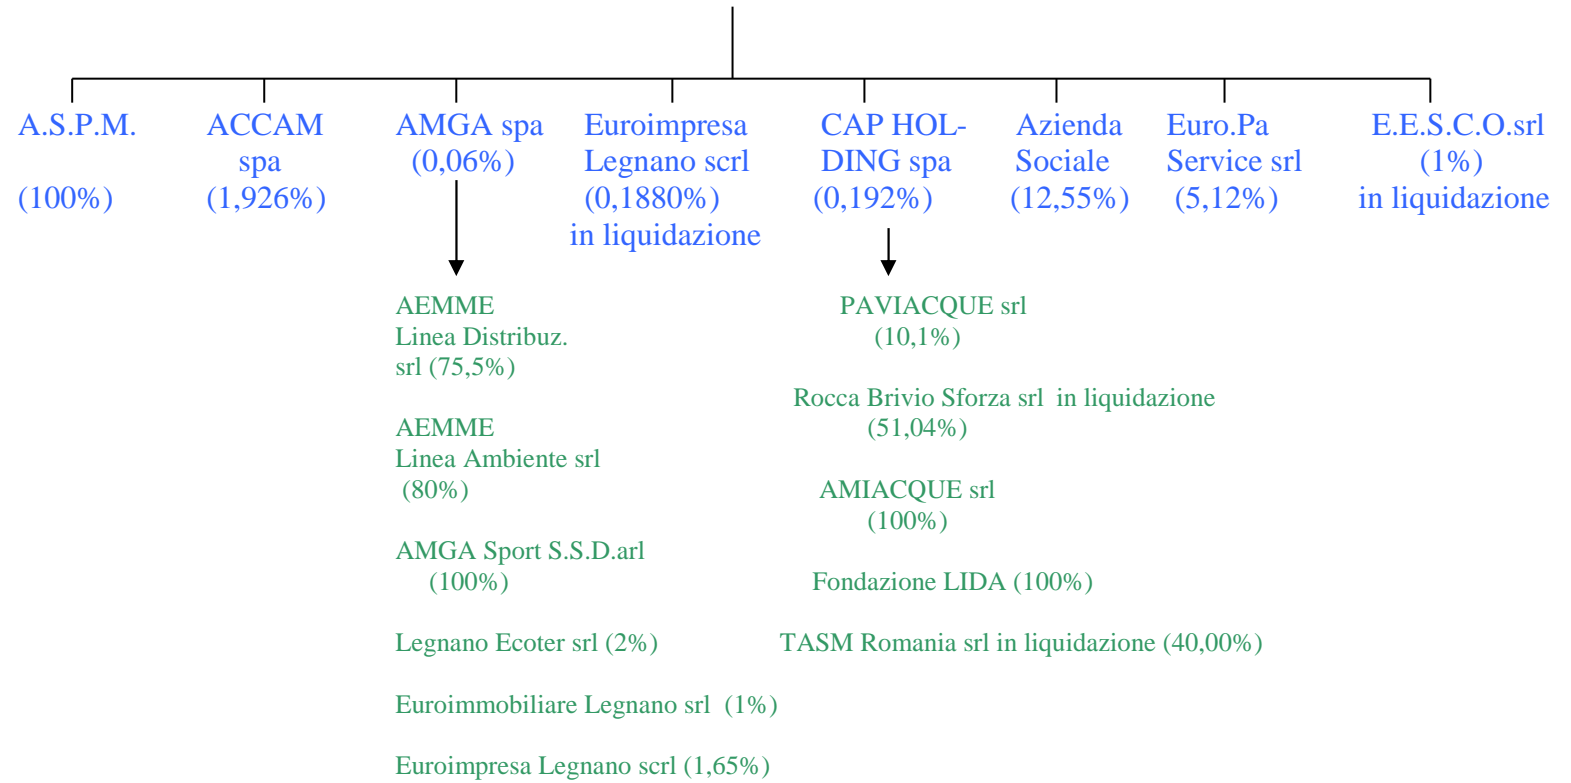 A.S.P.M.
(100%)
ACCAM
spa
(1,926%)
AMGA spa
(0,06%)
Euroimpresa
Legnano scrl
(0,1880%)
in liquidazione
CAP HOL-
DING spa
(0,192%)
Azienda
Sociale
(12,55%)
Euro.Pa
Service srl
(5,12%)
E.E.S.C.O.srl
(1%)
in liquidazione
AEMME
Linea Distribuz.
srl (75,5%)
AEMME
Linea Ambiente srl
(80%)
AMGA Sport S.S.D.arl
(100%)
Legnano Ecoter srl (2%)
Euroimmobiliare Legnano srl (1%)
Euroimpresa Legnano scrl (1,65%)
PAVIACQUE srl
(10,1%)
Rocca Brivio Sforza srl in liquidazione
(51,04%)
AMIACQUE srl
(100%)
Fondazione LIDA (100%)
TASM Romania srl in liquidazione (40,00%)